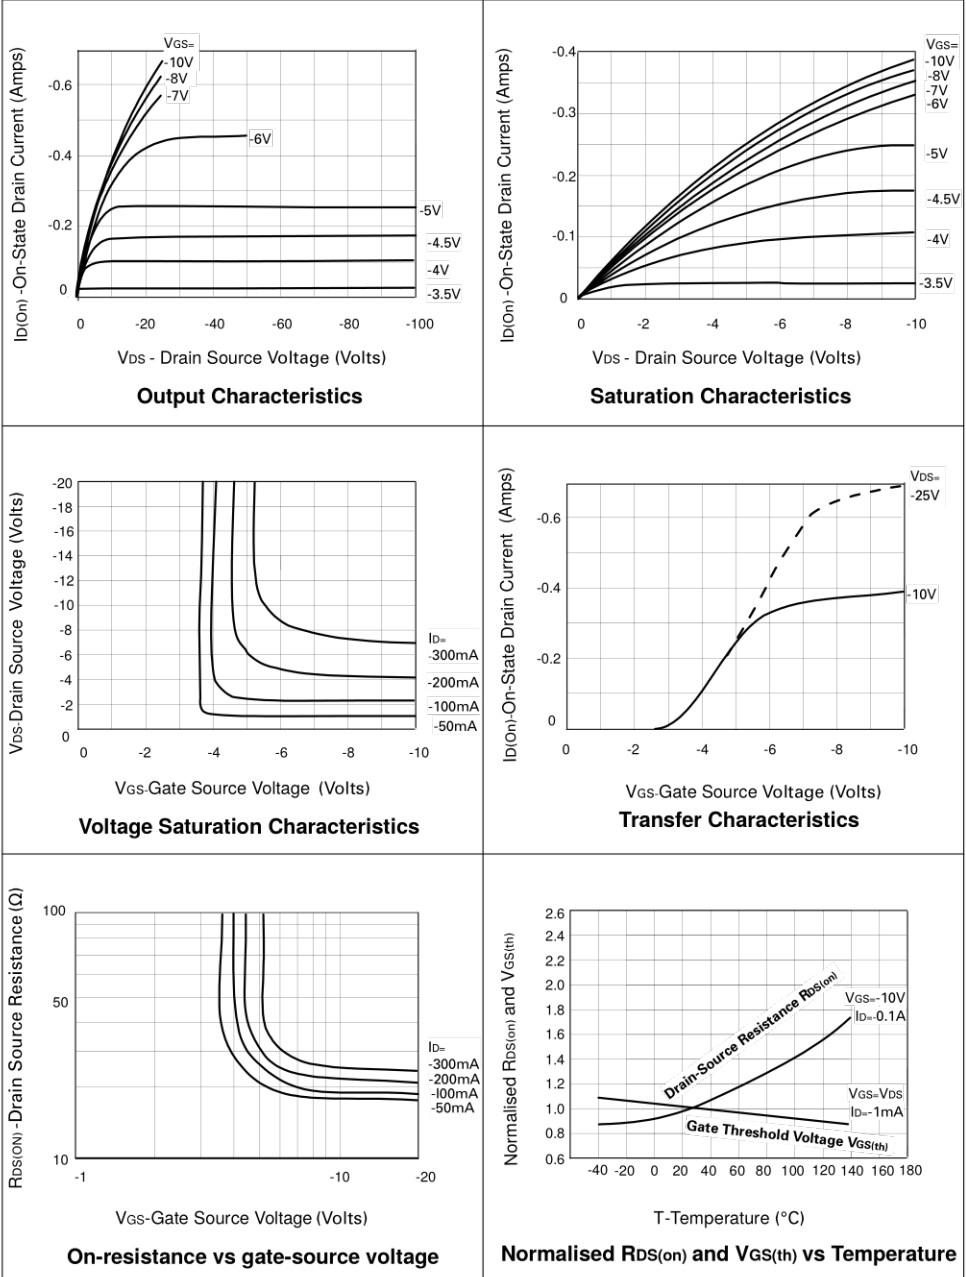 ID(On) -On-State Drain Current (Amps)
VGS=
-10V
-8V
-7V
-6V
-5V
-4.5V
-4V
-3.5V
-0.6
-0.4
-0.2
0
0 -20 -40 -60 -80 -100
VDS - Drain Source Voltage (Volts)
Output Characteristics
ID(On) -On-State Drain Current (Amps)
-0.4
-0.3
-0.2
-0.1
0
VGS=
-10V
-8V
-7V
-6V
-5V
-4.5V
-4V
-3.5V
0 -2 -4 -6 -8 -10
VDS - Drain Source Voltage (Volts)
Saturation Characteristics
VDS-Drain Source Voltage (Volts)
-20
-18
-16
-14
-12
-10
-8
-6
-4
-2
0
ID=
-300mA
-200mA
-100mA
-50mA
0 -2 -4 -6 -8 -10
VGS-Gate Source Voltage (Volts)
Voltage Saturation Characteristics
ID(On)-On-State Drain Current (Amps)
-0.6
-0.4
-0.2
0
VDS=
-25V
-10V
0 -2 -4 -6 -8 -10
VGS-Gate Source Voltage (Volts)
Transfer Characteristics
RDS(ON) -Drain Source Resistance (Ω)
100
50
10
ID=
-300mA
-200mA
-100mA
-50mA
-1 -10 -20
VGS-Gate Source Voltage (Volts)
On-resistance vs gate-source voltage
Normalised RDS(on) and VGS(th)
2.6
2.4
2.2
2.0
1.8
1.6
1.4
1.2
1.0
0.8
0.6
Drain-Source Resistance RDS(on)
VGS=-10V
ID=-0.1A
VGS=VDS
ID=-1mA
Gate Threshold Voltage VGS(th)
-40 -20 0 20 40 60 80 100 120 140 160 180
T-Temperature (°C)
Normalised RDS(on) and VGS(th) vs Temperature